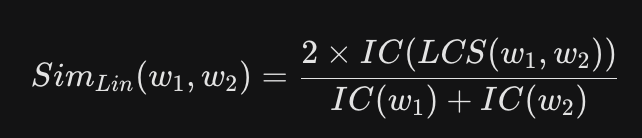 Sim_{Lin}(w_1, w_2) = \frac{2 \times IC(LCS(w_1, w_2))}{IC(w_1) + IC(w_2)}